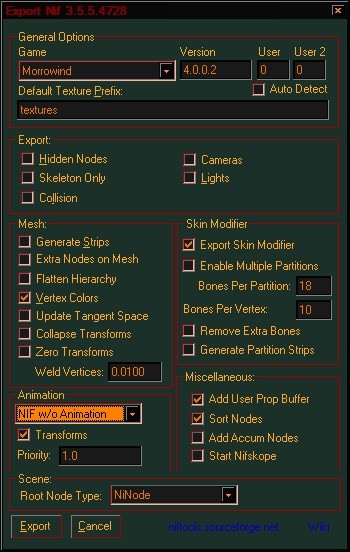 Export Nif 3.5.5.4728
General Options
Game Version User User 2
Morrowind 4.0.0.2 0 0
Default Texture Prefix: Auto Detect
textures
Export:
Hidden Nodes Cameras
Skeleton Only Lights
Collision
Mesh:
Generate Strips
Extra Nodes on Mesh
Flatten Hierarchy
Vertex Colors
Update Tangent Space
Collapse Transforms
Zero Transforms
Weld Vertices: 0.0100
Skin Modifier
Export Skin Modifier
Enable Multiple Partitions
Bones Per Partition: 18
Bones Per Vertex: 10
Remove Extra Bones
Generate Partition Strips
Animation
NIF w/o Animation
Transforms
Priority: 1.0
Miscellaneous:
Add User Prop Buffer
Sort Nodes
Add Accum Nodes
Start Nifskope
Scene:
Root Node Type: NiNode
Export Cancel niftools.sourceforge.net Wiki